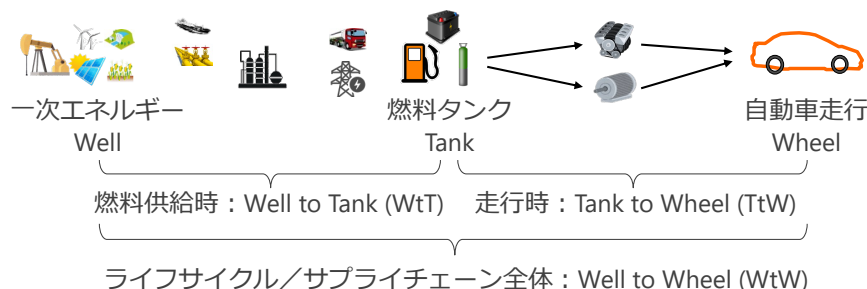 一次エネルギー
Well
燃料タンク
Tank
自動車走行
Wheel
燃料供給時：Well to Tank (WtT)
走行時：Tank to Wheel (TtW)
ライフサイクル／サプライチェーン全体：Well to Wheel (WtW)